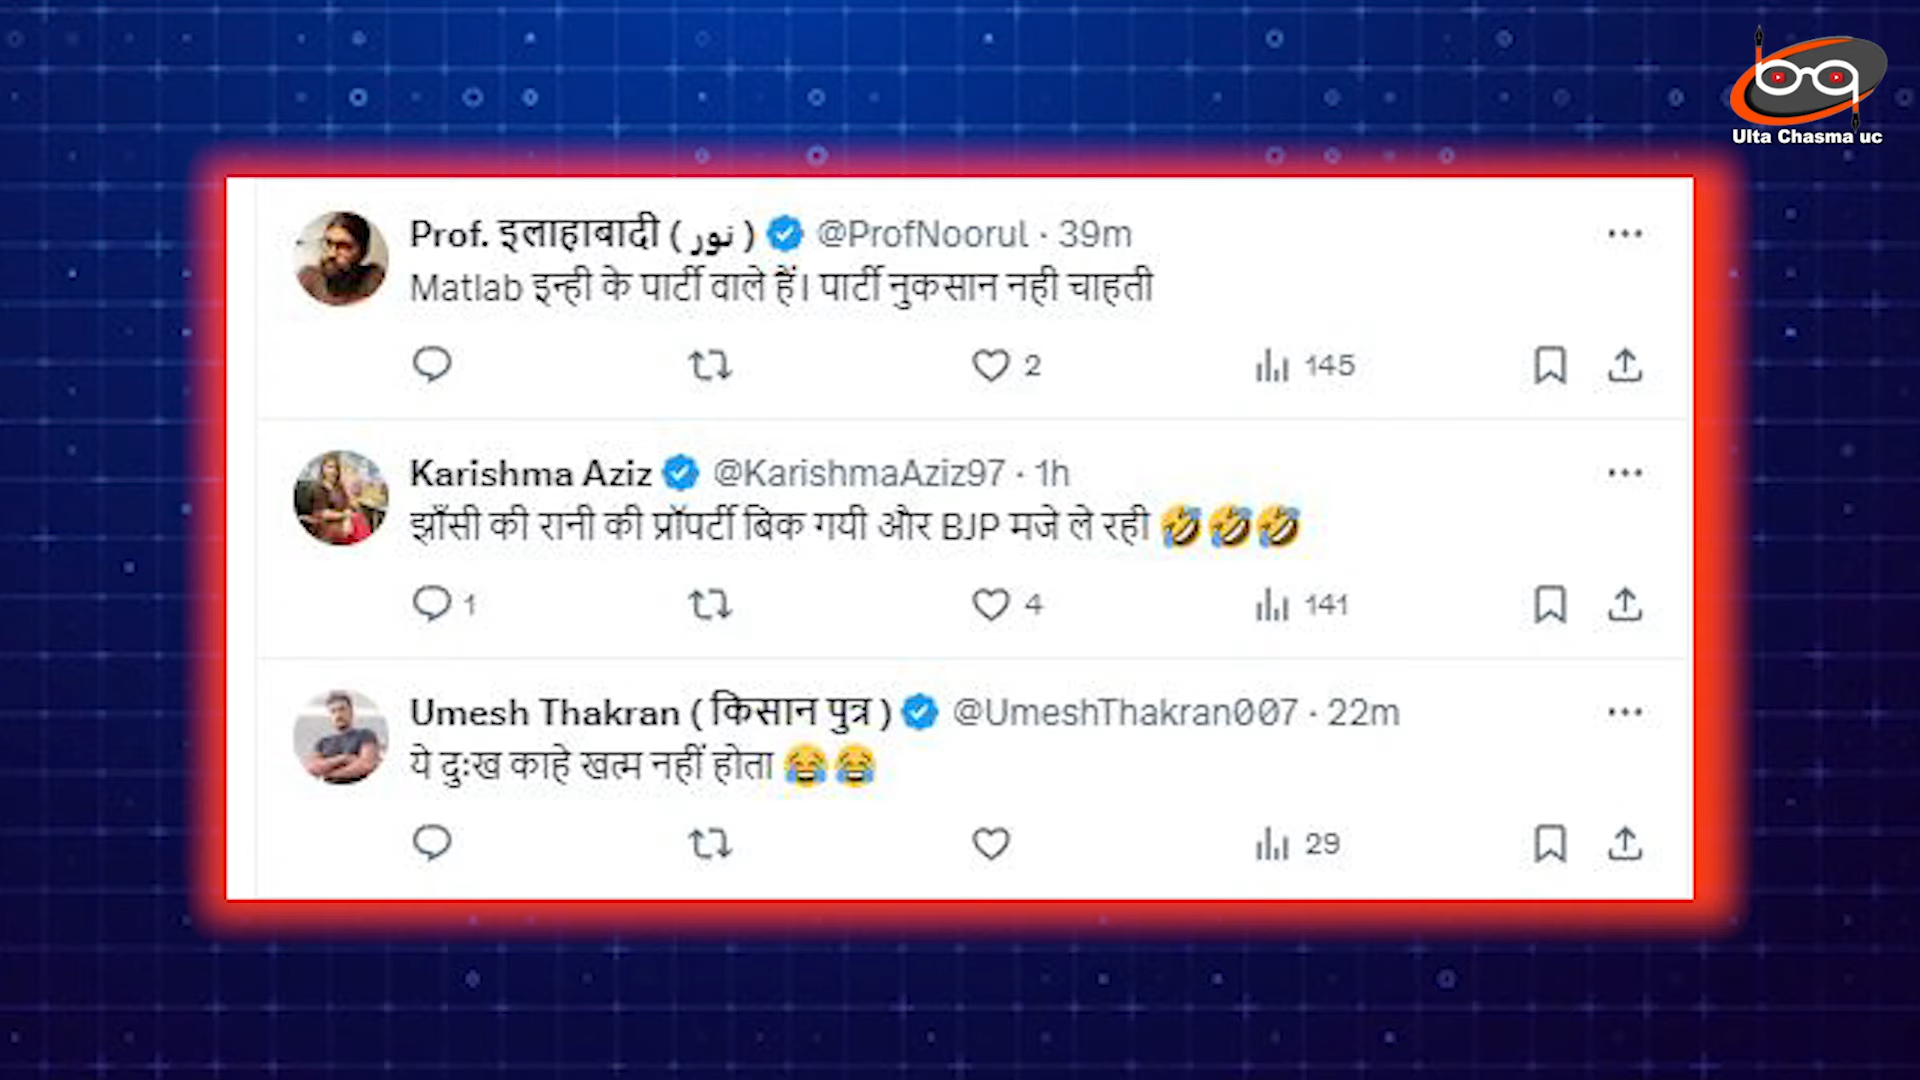 Ulta Chasma uc
Prof. इलाहाबादी ( نور ) @ProfNoorul · 39m
Matlab इन्ही के पार्टी वाले हैं। पार्टी नुकसान नही चाहती
2 145
Karishma Aziz @KarishmaAziz97 · 1h
झाँसी की रानी की प्रॉपर्टी बिक गयी और BJP मजे ले रही 🤣🤣🤣
1 4 141
Umesh Thakran ( किसान पुत्र ) @UmeshThakran007 · 22m
ये दुःख काहे खत्म नहीं होता 😂😂
29